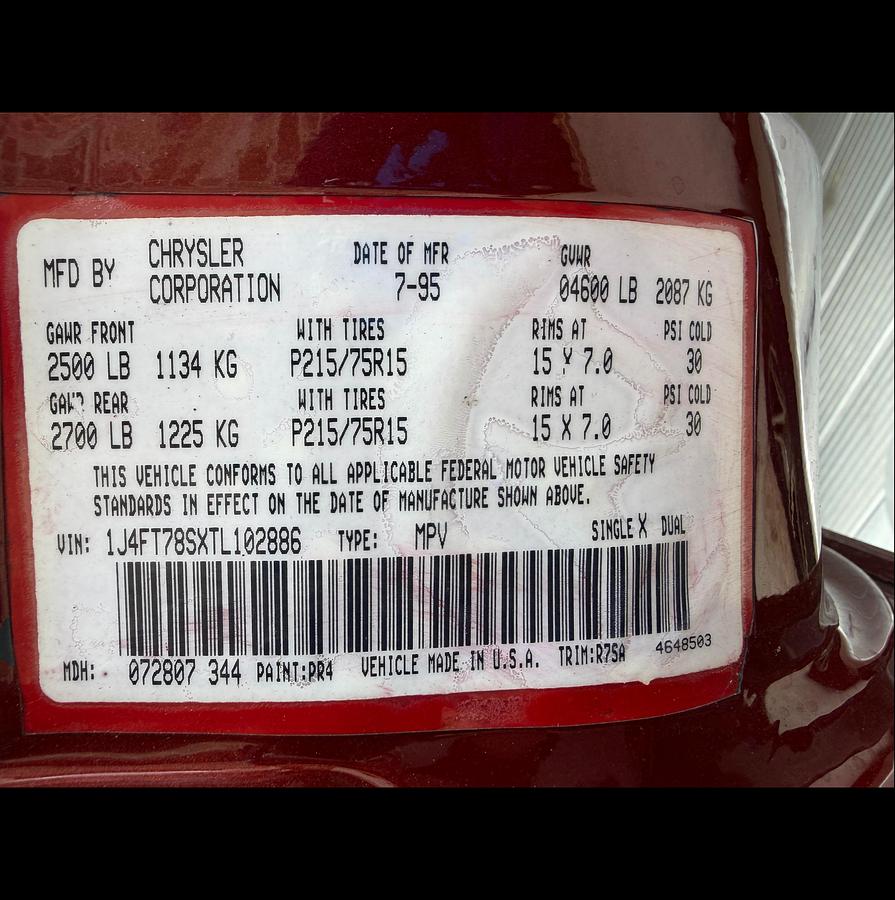 MFD BY CHRYSLER CORPORATION DATE OF MFR 7-95 GVWR 04600 LB 2087 KG
GAWR FRONT WITH TIRES RIMS AT PSI COLD
2500 LB 1134 KG P215/75R15 15 X 7.0 30
GAWR REAR WITH TIRES RIMS AT PSI COLD
2700 LB 1225 KG P215/75R15 15 X 7.0 30
THIS VEHICLE CONFORMS TO ALL APPLICABLE FEDERAL MOTOR VEHICLE SAFETY
STANDARDS IN EFFECT ON THE DATE OF MANUFACTURE SHOWN ABOVE.
VIN: 1J4FT78SXTL102886 TYPE: MPV SINGLE X DUAL
MDH: 072807 344 PAINT:PR4 VEHICLE MADE IN U.S.A. TRIM:R7SA 4648503